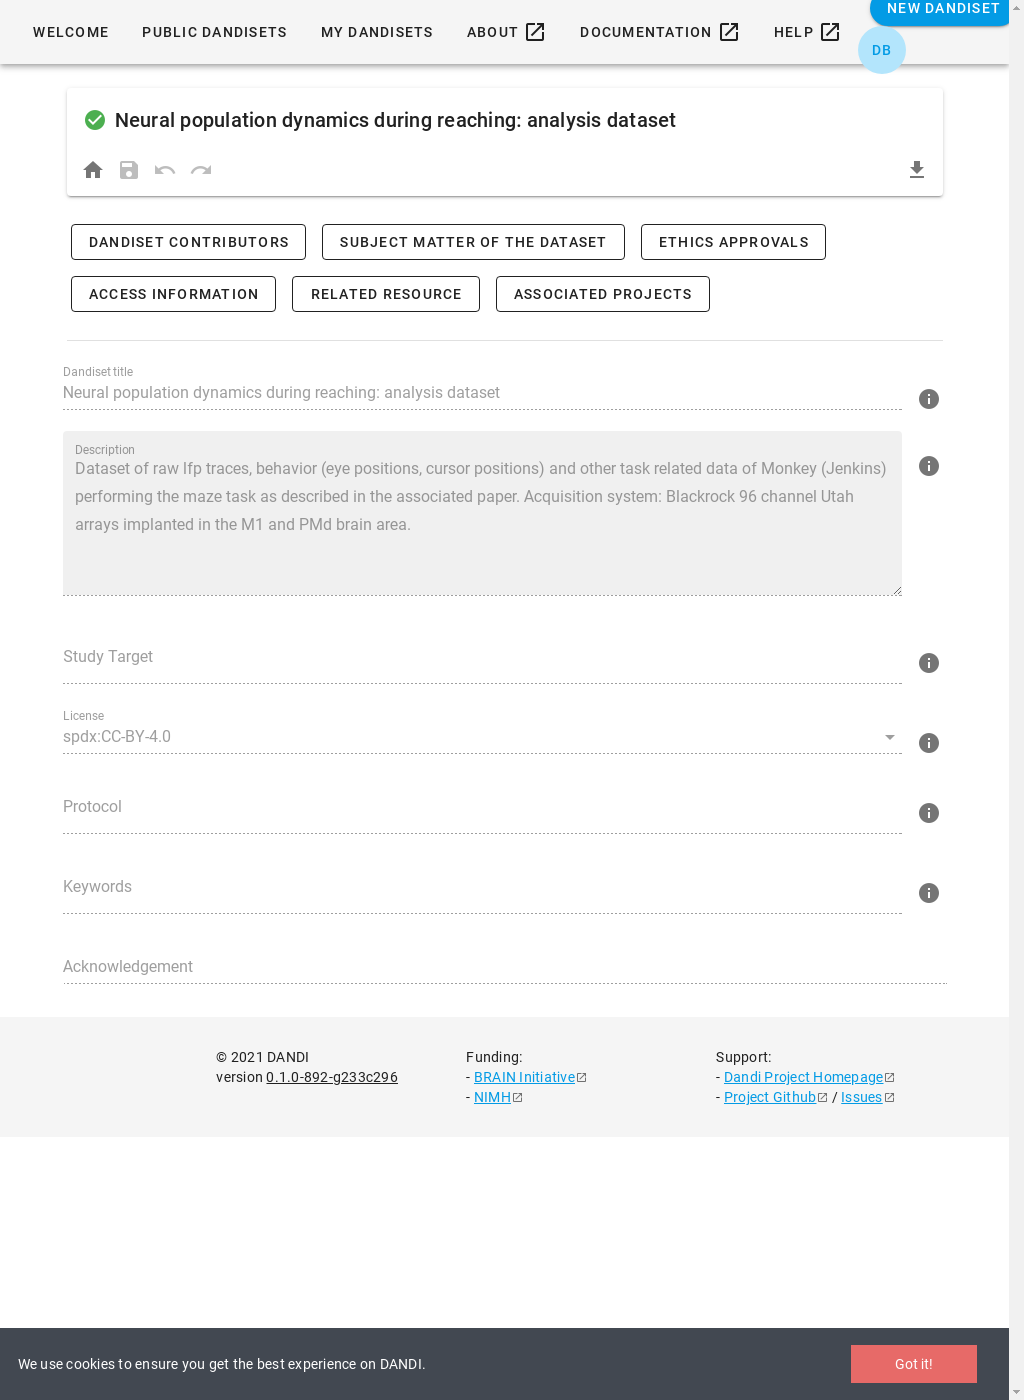 WELCOME PUBLIC DANDISETS MY DANDISETS ABOUT DOCUMENTATION HELP NEW DANDISET
DB
Neural population dynamics during reaching: analysis dataset
DANDISET CONTRIBUTORS SUBJECT MATTER OF THE DATASET ETHICS APPROVALS
ACCESS INFORMATION RELATED RESOURCE ASSOCIATED PROJECTS
Dandiset title
Neural population dynamics during reaching: analysis dataset
Description
Dataset of raw lfp traces, behavior (eye positions, cursor positions) and other task related data of Monkey (Jenkins)
performing the maze task as described in the associated paper. Acquisition system: Blackrock 96 channel Utah
arrays implanted in the M1 and PMd brain area.
Study Target
License
spdx:CC-BY-4.0
Protocol
Keywords
Acknowledgement
© 2021 DANDI
version 0.1.0-892-g233c296
Funding:
- BRAIN Initiative
- NIMH
Support:
- Dandi Project Homepage
- Project Github / Issues
We use cookies to ensure you get the best experience on DANDI.
Got it!